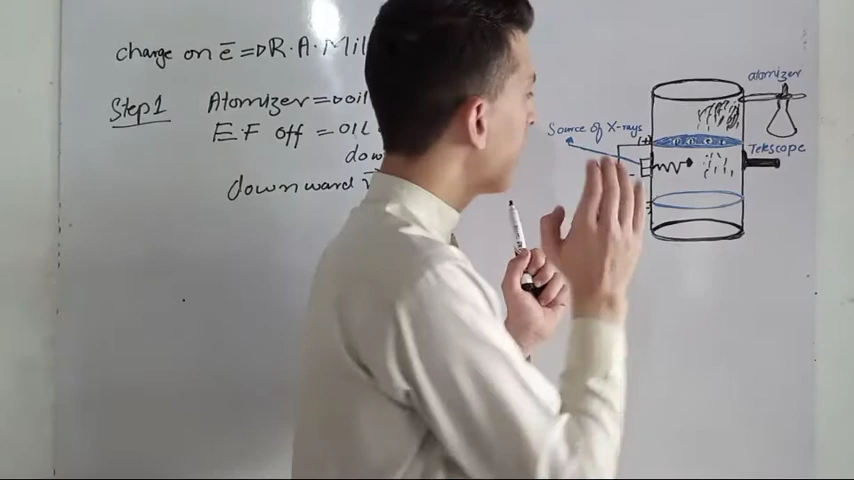 charge on ē =▷ R.A.Mil
Step 1 Atomizer =▷ oil
E.F off = OIL
dow
downward
atomizer
Source of X-rays
(+)
Telescope
-